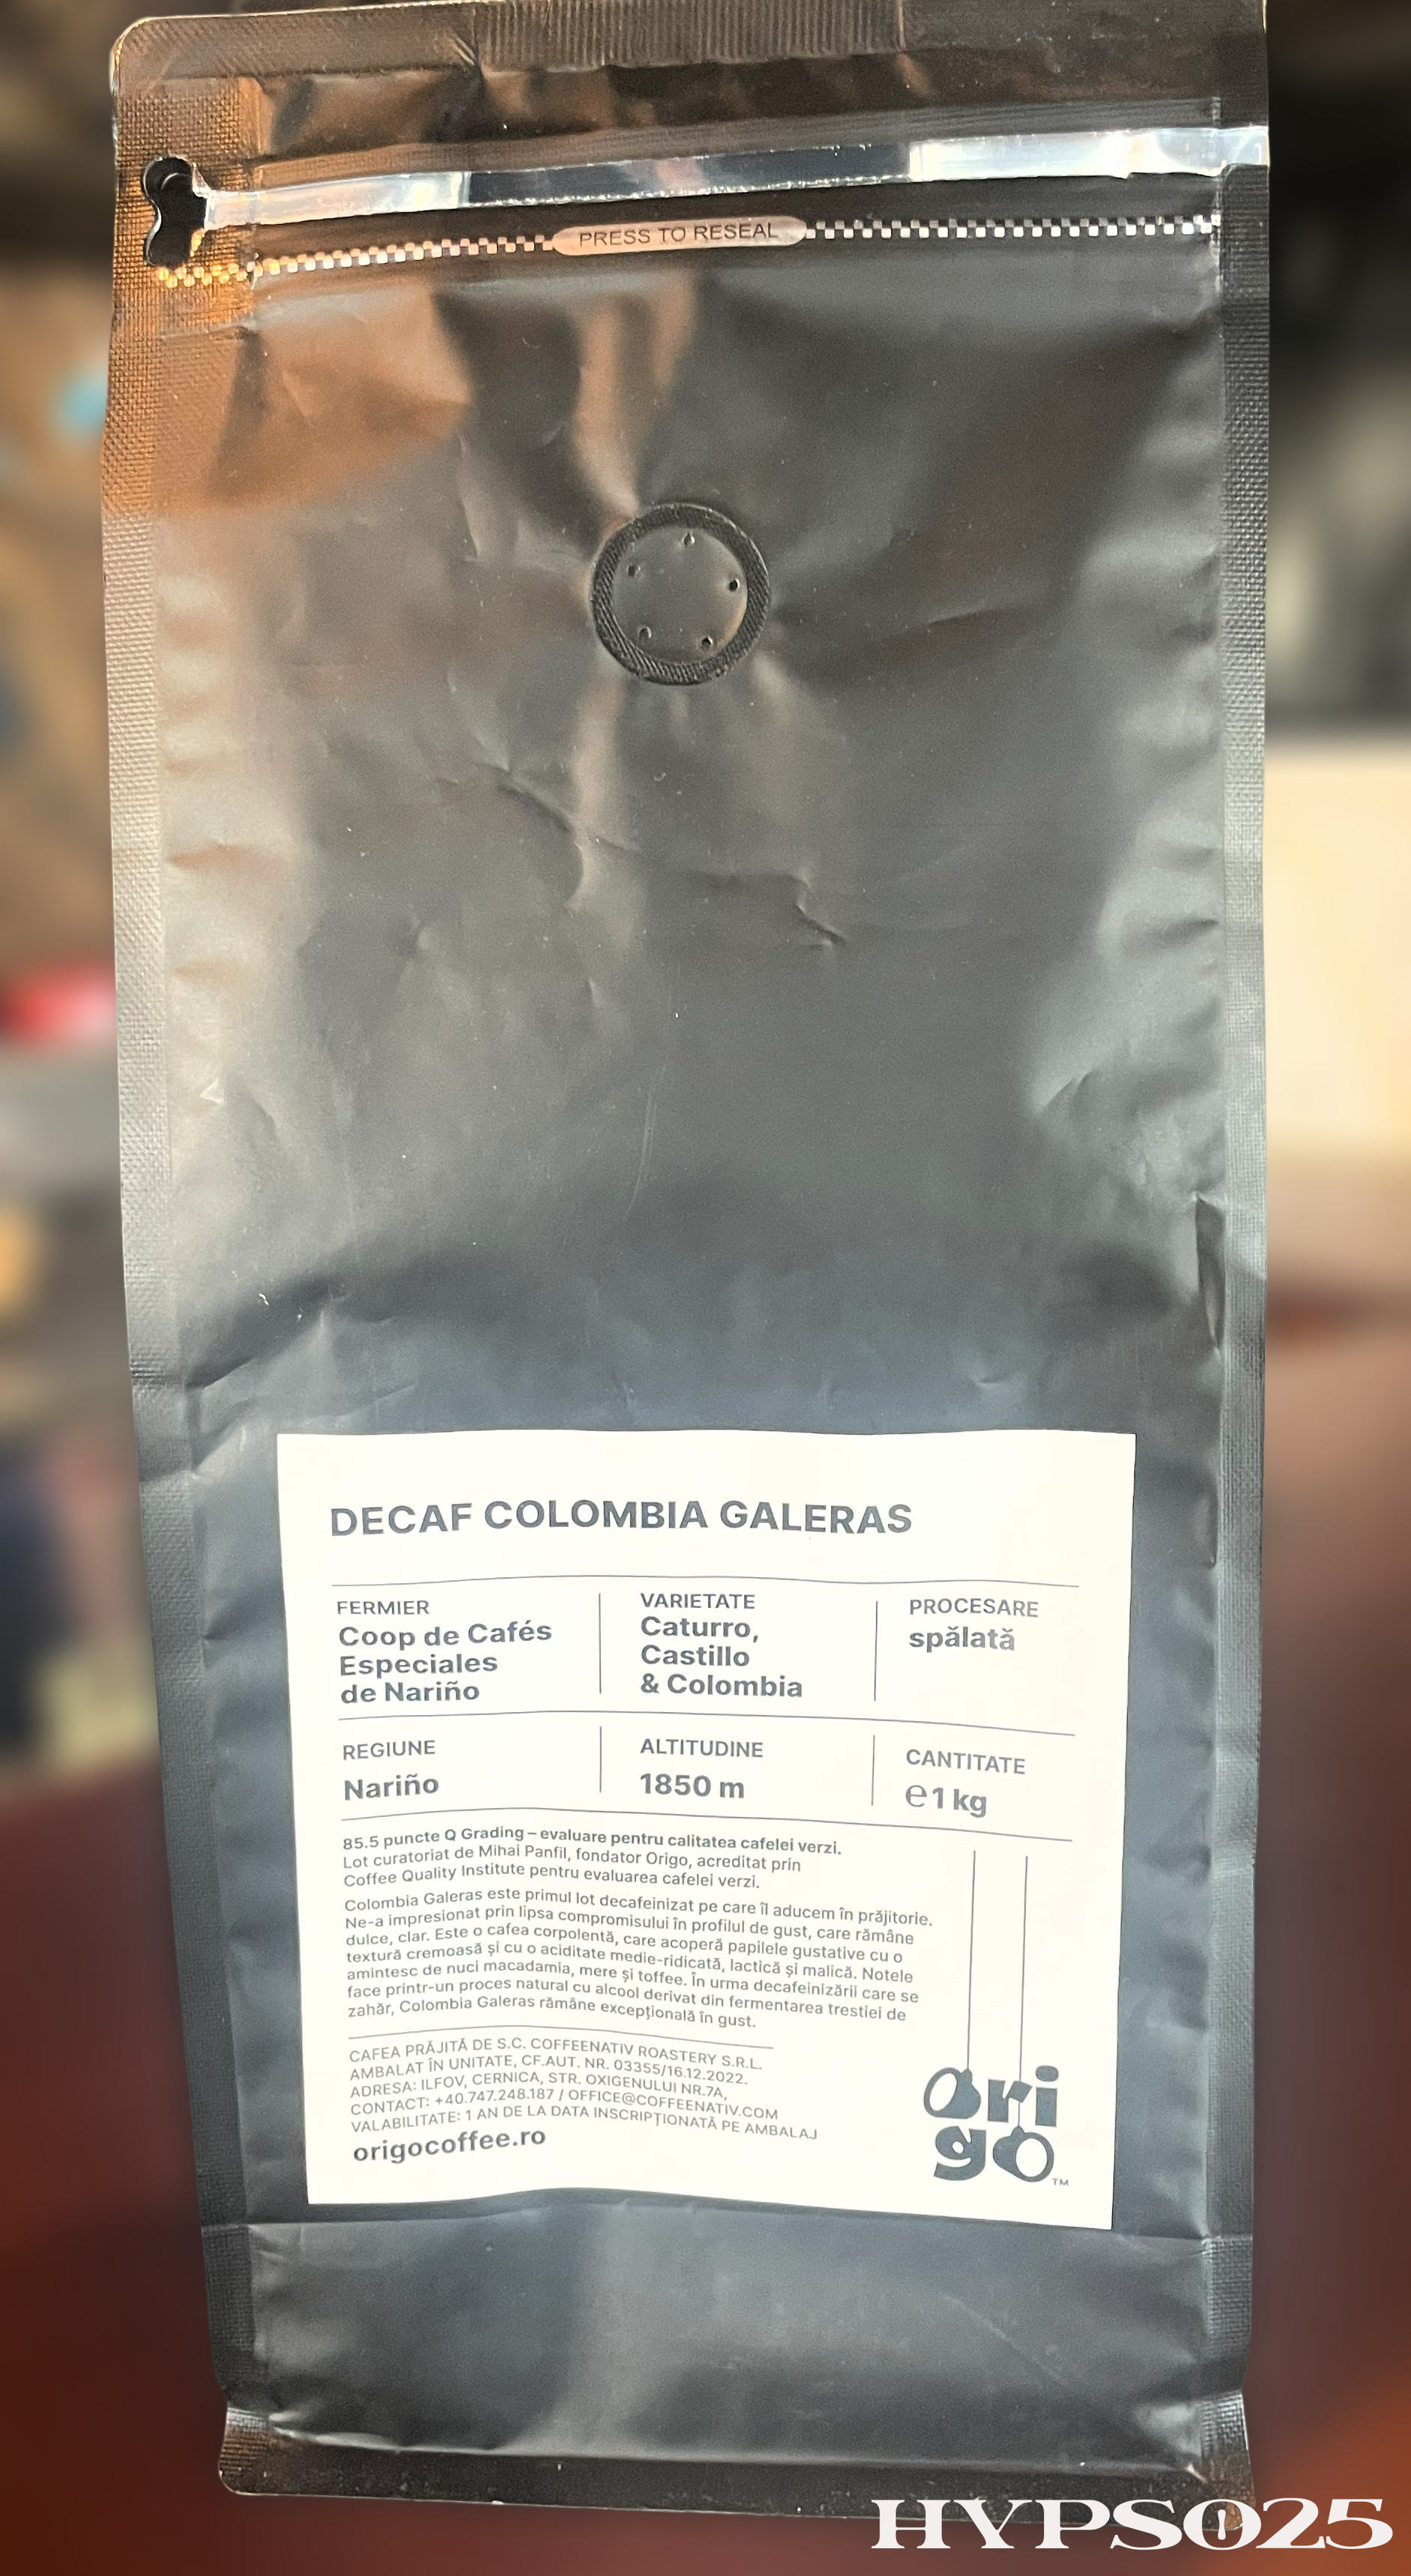 PRESS TO RESEAL
DECAF COLOMBIA GALERAS
FERMIER
Coop de Cafés
Especiales
de Nariño
VARIETATE
Caturro,
Castillo
& Colombia
PROCESARE
spălată
REGIUNE
Nariño
ALTITUDINE
1850 m
CANTITATE
℮1 kg
85.5 puncte Q Grading – evaluare pentru calitatea cafelei verzi.
Lot curatoriat de Mihai Panfil, fondator Origo, acreditat prin
Coffee Quality Institute pentru evaluarea cafelei verzi.
Colombia Galeras este primul lot decafeinizat pe care îl aducem în prăjitorie.
Ne-a impresionat prin lipsa compromisului în profilul de gust, care rămâne
dulce, clar. Este o cafea corpolentă, care acoperă papilele gustative cu o
textură cremoasă și cu o aciditate medie-ridicată, lactică și malică. Notele
amintesc de nuci macadamia, mere și toffee. În urma decafeinizării care se
face printr-un proces natural cu alcool derivat din fermentarea trestiei de
zahăr, Colombia Galeras rămâne excepțională în gust.
CAFEA PRĂJITĂ DE S.C. COFFEENATIV ROASTERY S.R.L.
AMBALAT ÎN UNITATE, CF.AUT. NR. 03355/16.12.2022.
ADRESA: ILFOV, CERNICA, STR. OXIGENULUI NR.7A,
CONTACT: +40.747.248.187 / OFFICE@COFFEENATIV.COM
VALABILITATE: 1 AN DE LA DATA INSCRIPȚIONATĂ PE AMBALAJ
origocoffee.ro
ori
go™
HYPSO25